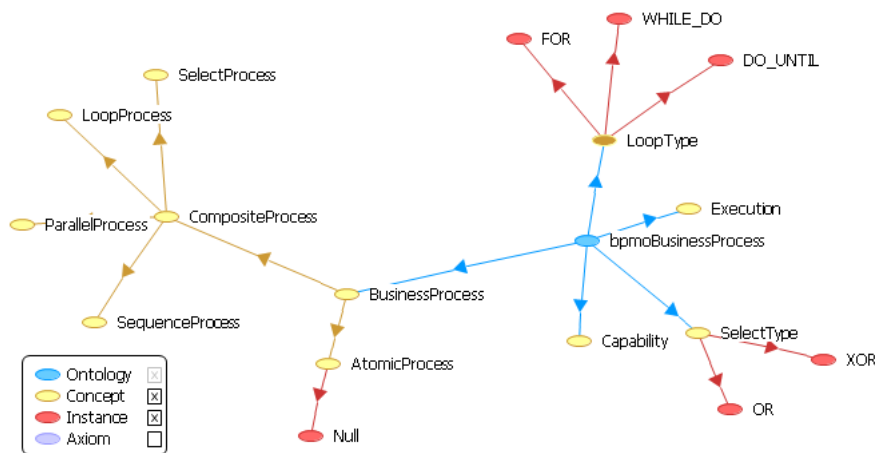 WHILE_DO
FOR
DO_UNTIL
SelectProcess
LoopProcess
LoopType
Execution
CompositeProcess
ParallelProcess
bpmoBusinessProcess
BusinessProcess
SequenceProcess
SelectType
Capability
XOR
AtomicProcess
OR
Null
Ontology
Concept
Instance
Axiom